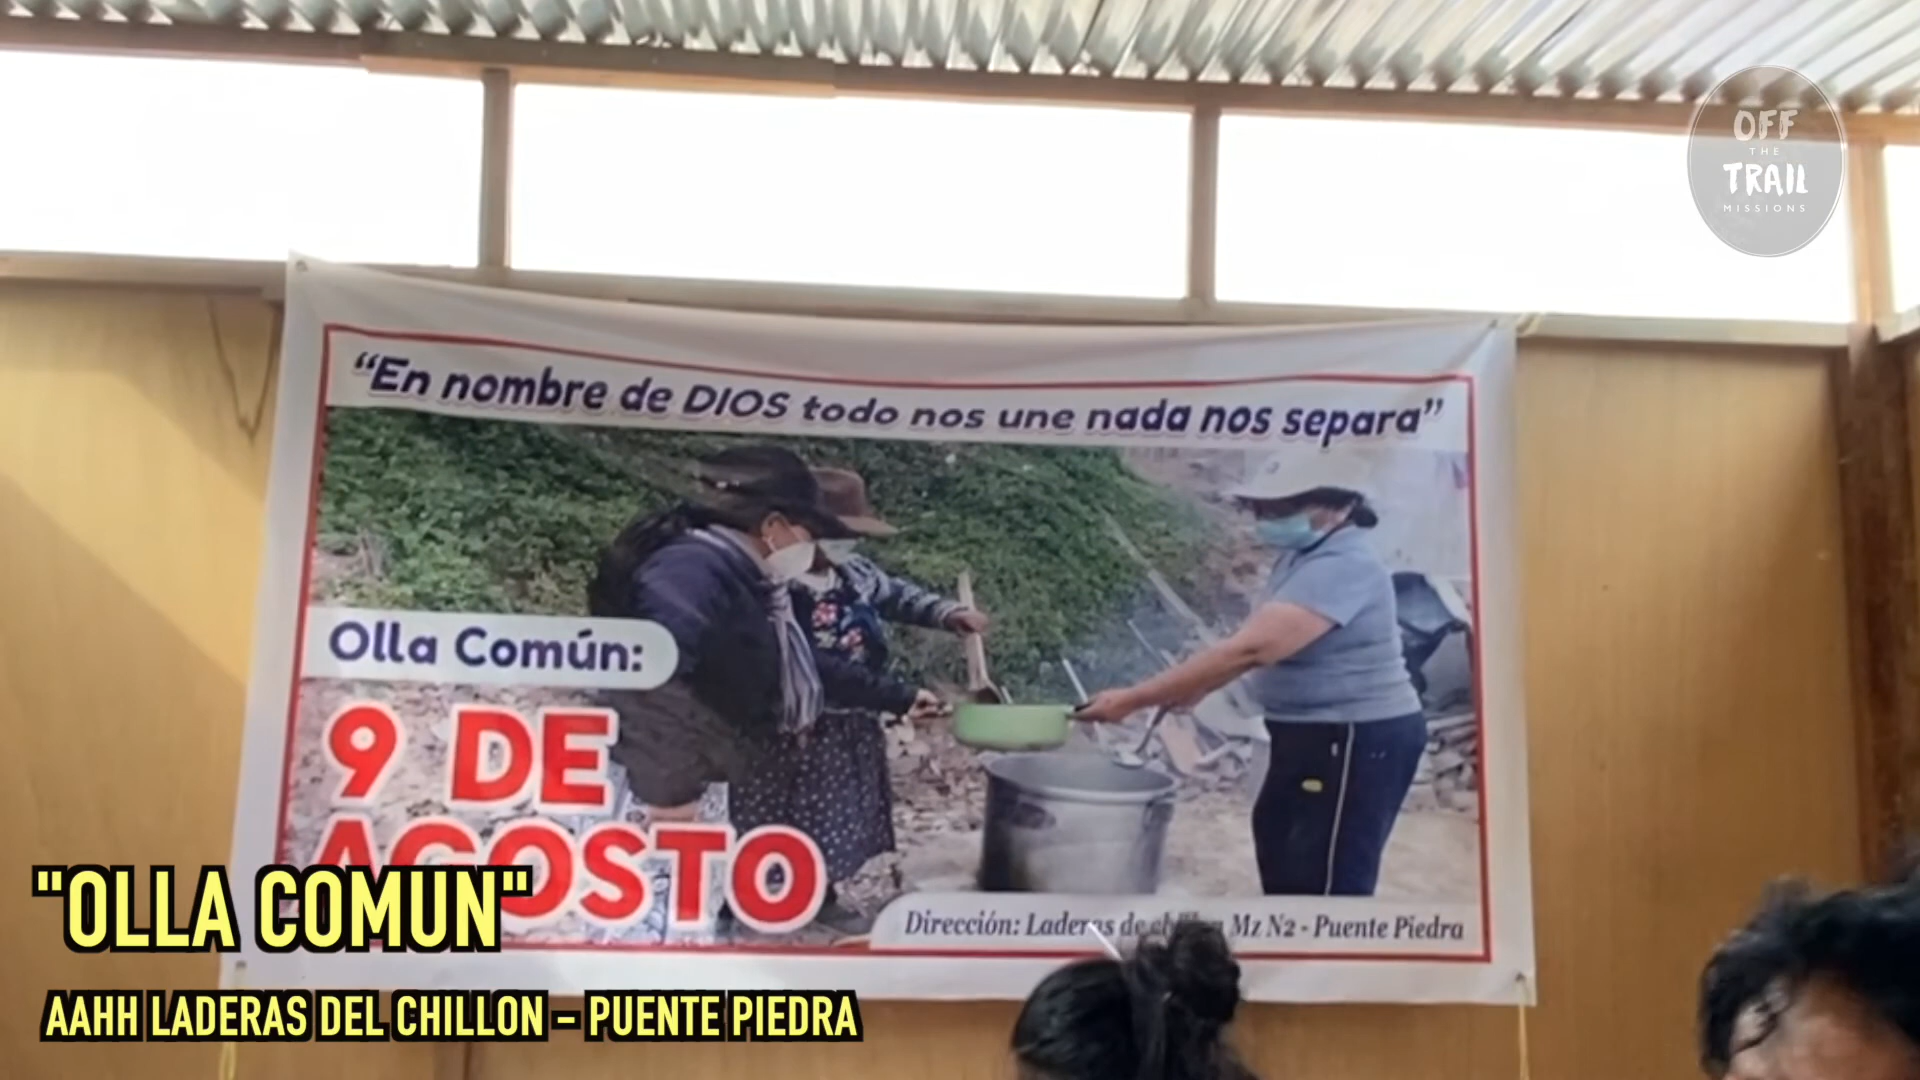 OFF
THE
TRAIL
MISSIONS
“En nombre de DIOS todo nos une nada nos separa”
Olla Común:
9 DE
AGOSTO
Dirección: Laderas de Mz N2 - Puente Piedra
"OLLA COMUN"
AAHH LADERAS DEL CHILLON – PUENTE PIEDRA